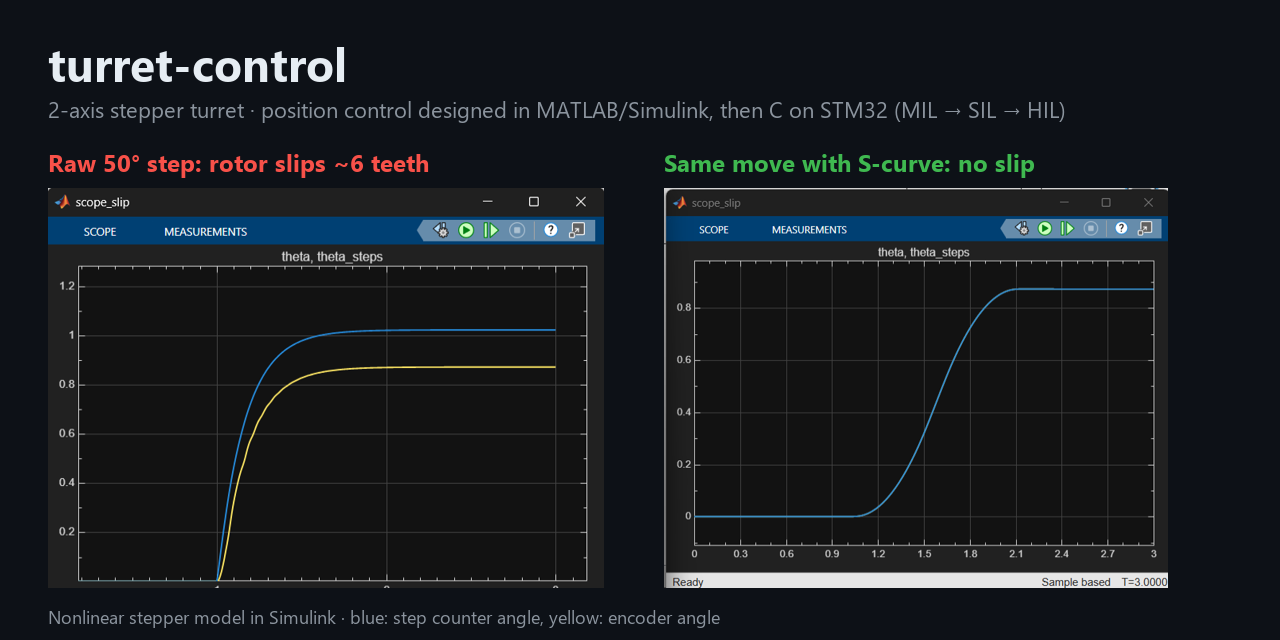 turret-control
2-axis stepper turret · position control designed in MATLAB/Simulink, then C on STM32 (MIL → SIL → HIL)
Raw 50° step: rotor slips ~6 teeth
scope_slip
SCOPE MEASUREMENTS
?
theta, theta_steps
1.2
1
0.8
0.6
0.4
0.2
Same move with S-curve: no slip
scope_slip
SCOPE MEASUREMENTS
?
theta, theta_steps
0.8
0.6
0.4
0.2
0
0 0.3 0.6 0.9 1.2 1.5 1.8 2.1 2.4 2.7 3
Ready Sample based T=3.0000
Nonlinear stepper model in Simulink · blue: step counter angle, yellow: encoder angle